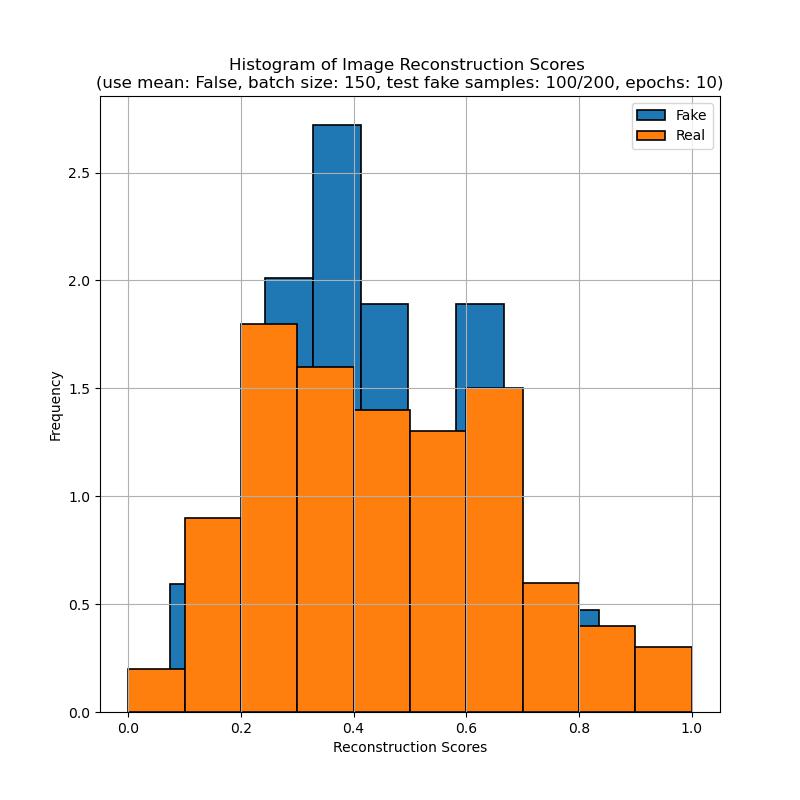 Histogram of Image Reconstruction Scores
(use mean: False, batch size: 150, test fake samples: 100/200, epochs: 10)
Fake
Real
2.5
2.0
1.5
1.0
0.5
0.0
Frequency
0.0 0.2 0.4 0.6 0.8 1.0
Reconstruction Scores